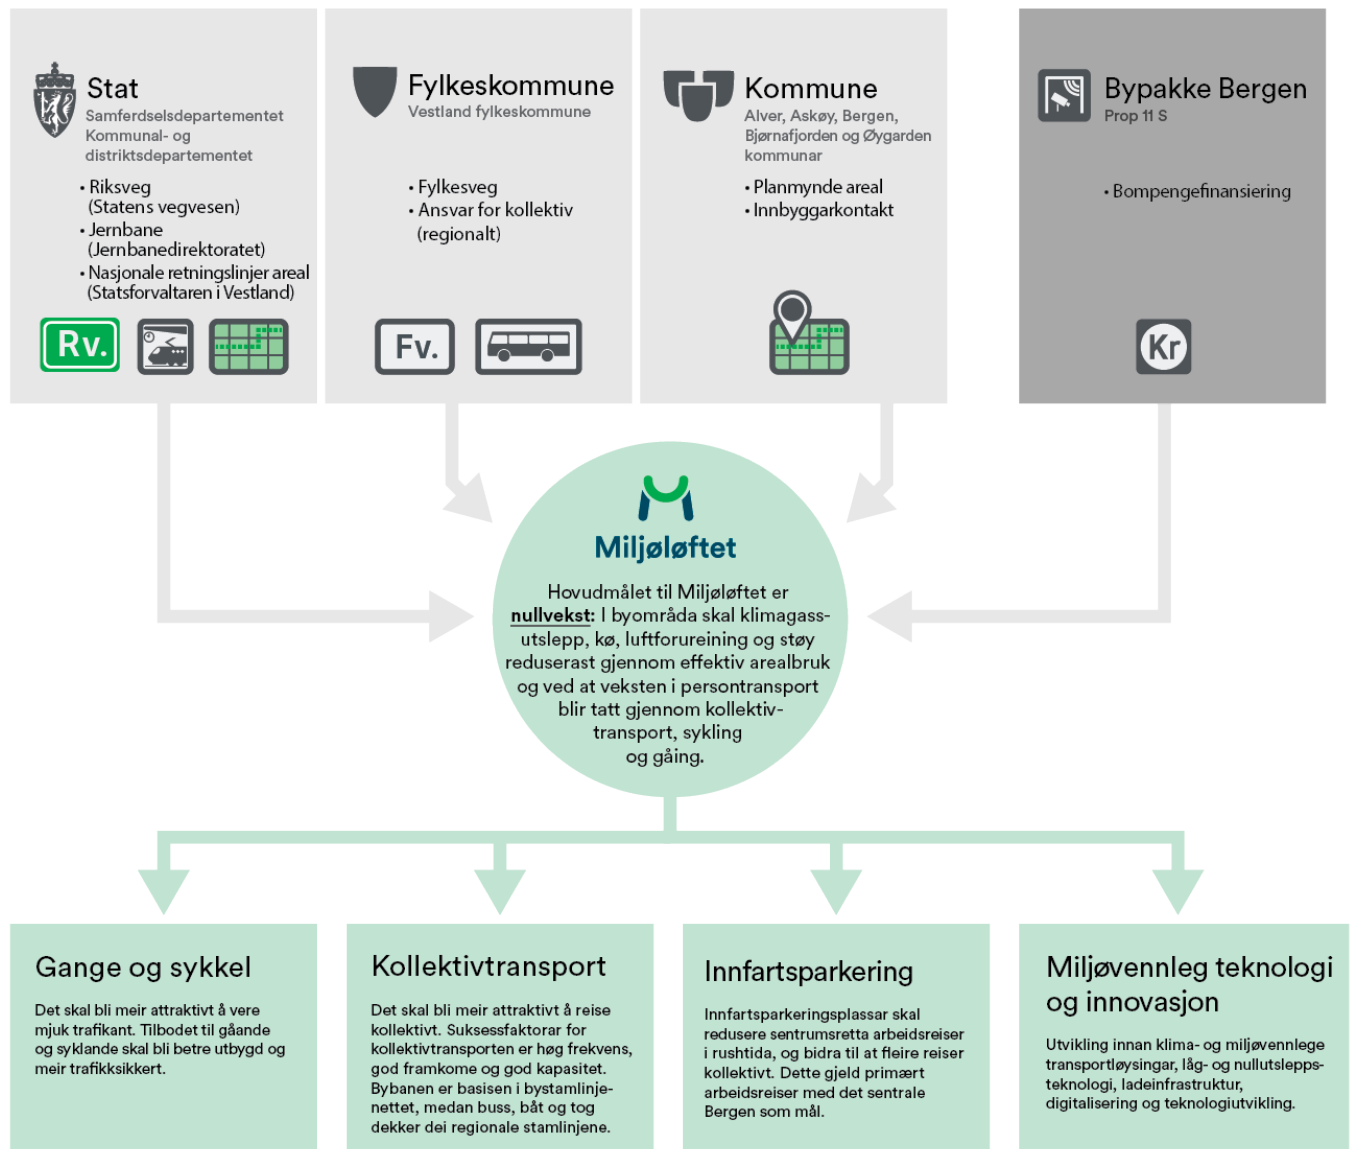 Stat
Samferdselsdepartementet
Kommunal- og
distriktsdepartementet
• Riksveg
(Statens vegvesen)
• Jernbane
(Jernbanedirektoratet)
• Nasjonale retningslinjer areal
(Statsforvaltaren i Vestland)
Rv.
Fylkeskommune
Vestland fylkeskommune
• Fylkesveg
• Ansvar for kollektiv
(regionalt)
Fv.
Kommune
Alver, Askøy, Bergen,
Bjørnafjorden og Øygarden
kommunar
• Planmynde areal
• Innbyggarkontakt
Bypakke Bergen
Prop 11 S
• Bompengefinansiering
Kr
Miljøløftet
Hovudmålet til Miljøløftet er
nullvekst: I byområda skal klimagass-
utslepp, kø, luftforureining og støy
reduserast gjennom effektiv arealbruk
og ved at veksten i persontransport
blir tatt gjennom kollektiv-
transport, sykling
og gåing.
Gange og sykkel
Det skal bli meir attraktivt å vere
mjuk trafikant. Tilbodet til gåande
og syklande skal bli betre utbygd og
meir trafikksikkert.
Kollektivtransport
Det skal bli meir attraktivt å reise
kollektivt. Suksessfaktorar for
kollektivtransporten er høg frekvens,
god framkome og god kapasitet.
Bybanen er basisen i bystamlinje-
nettet, medan buss, båt og tog
dekker dei regionale stamlinjene.
Innfartsparkering
Innfartsparkeringsplassar skal
redusere sentrumsretta arbeidsreiser
i rushtida, og bidra til at fleire reiser
kollektivt. Dette gjeld primært
arbeidsreiser med det sentrale
Bergen som mål.
Miljøvennleg teknologi
og innovasjon
Utvikling innan klima- og miljøvennlege
transportløysingar, låg- og nullutslepps-
teknologi, ladeinfrastruktur,
digitalisering og teknologiutvikling.